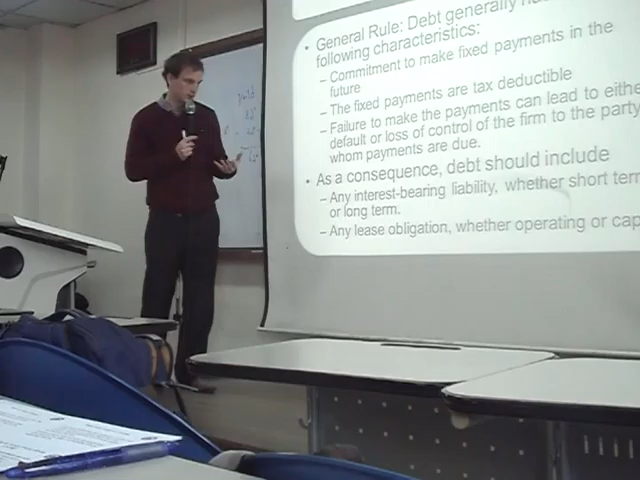 • General Rule: Debt generally
following characteristics:
– Commitment to make fixed payments in the
future
– The fixed payments are tax deductible
– Failure to make the payments can lead to
default or loss of control of the firm to the party
whom payments are due.
• As a consequence, debt should include
– Any interest-bearing liability, whether short
or long term.
– Any lease obligation, whether operating or